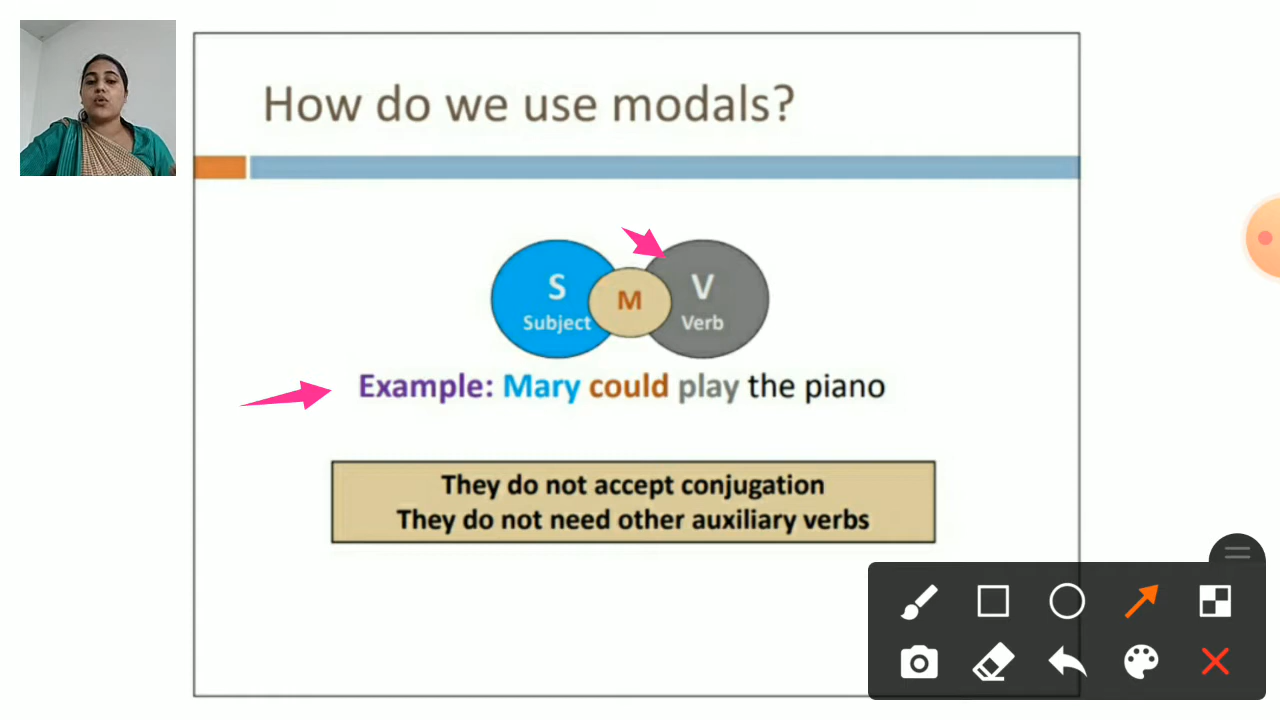 How do we use modals?
S
M
V
Subject
Verb
Example: Mary could play the piano
They do not accept conjugation
They do not need other auxiliary verbs